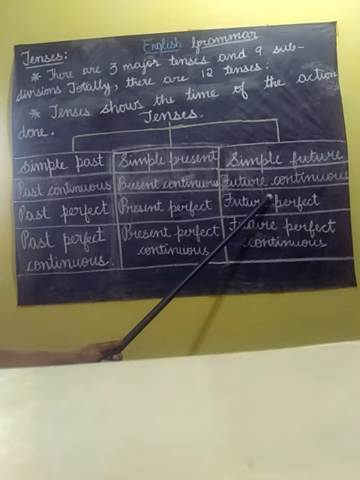 English Grammar
Tenses:
* There are 3 major tenses and 9 sub-
divisions. Totally, there are 12 tenses.
* Tenses shows the time of the action
done.
Tenses.
Simple past Simple present Simple future
Past continuous Present continuous Future continuous
Past perfect Present perfect Future perfect
Past perfect Present perfect Future perfect
continuous. continuous continuous